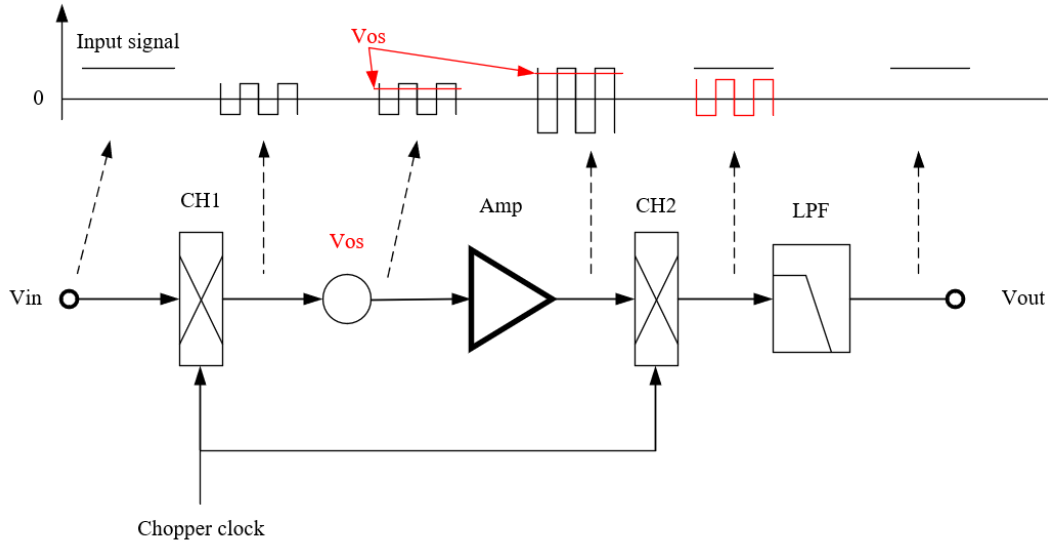 Input signal
Vos
0
CH1
Vos
Amp
CH2
LPF
Vin
Vout
Chopper clock